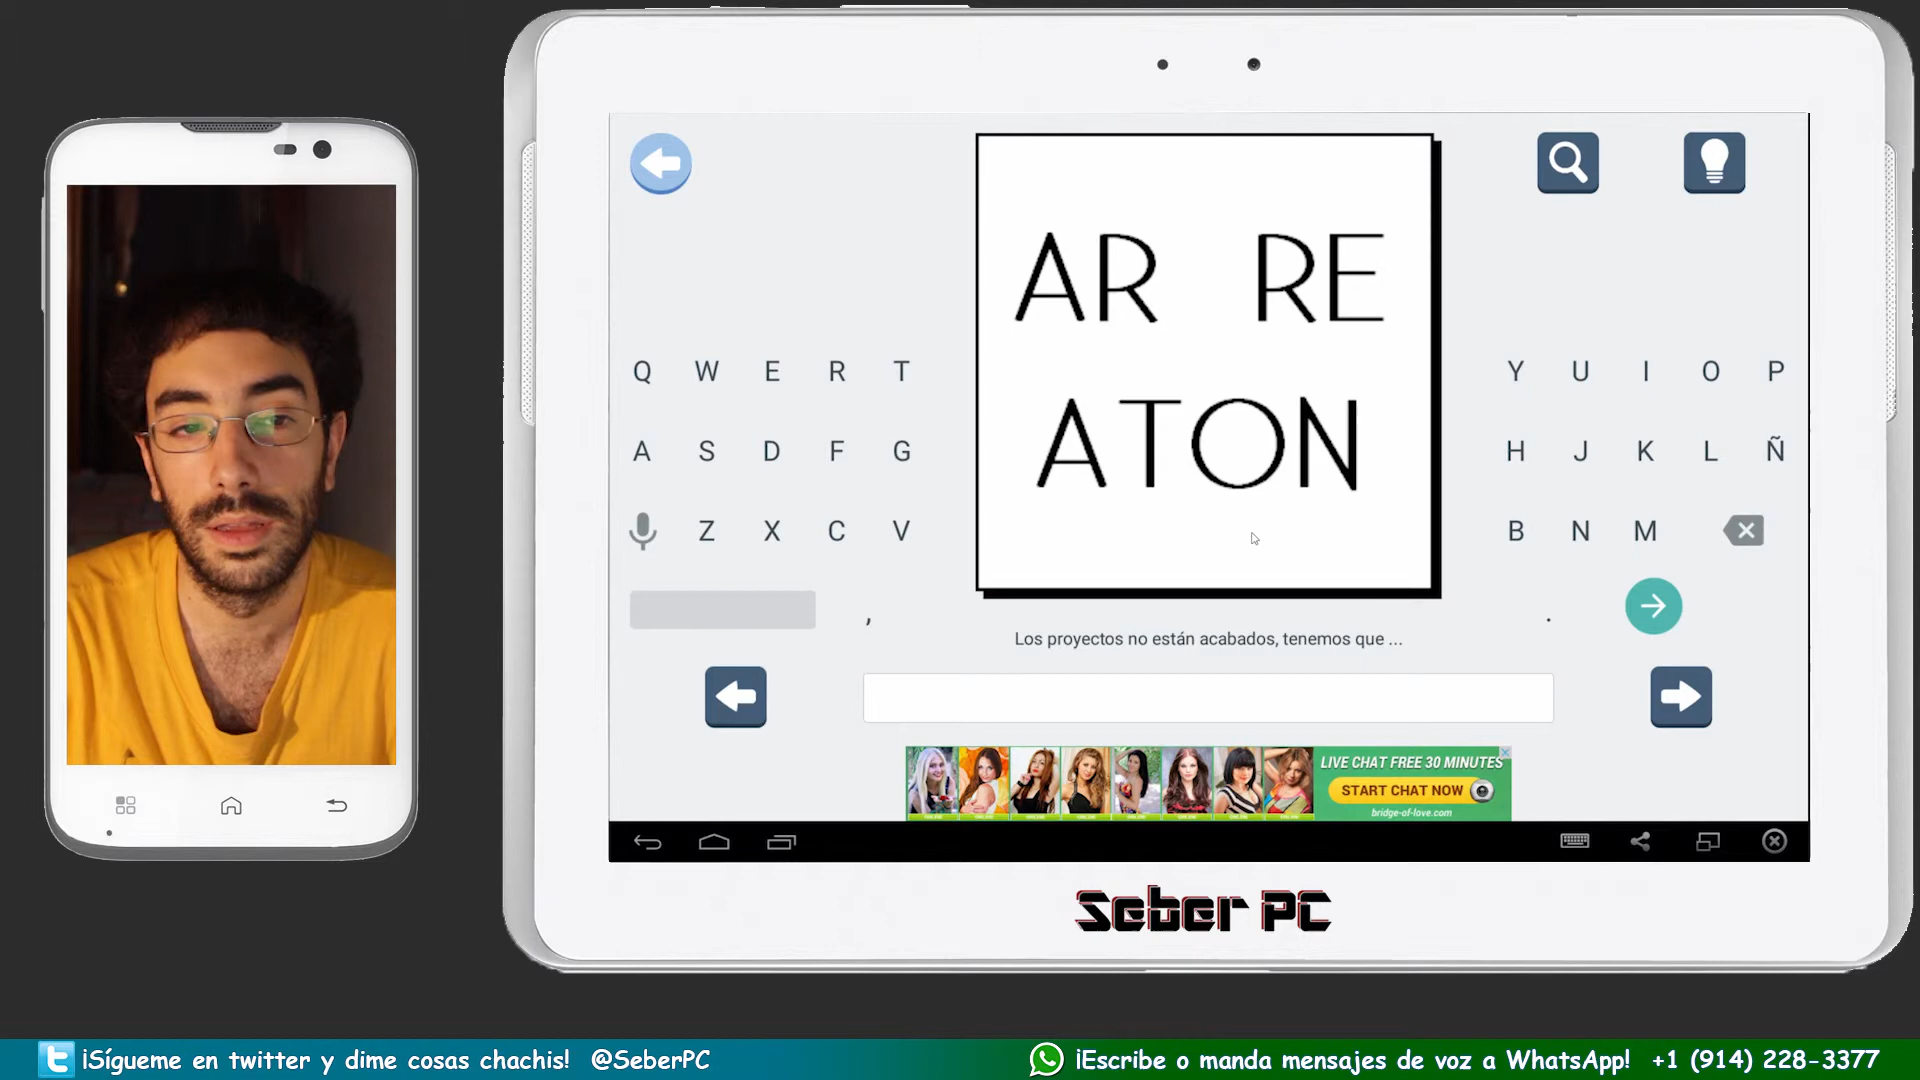 AR RE
ATON
Q W E R T
Y U I O P
A S D F G
H J K L Ñ
Z X C V
B N M
, .
Los proyectos no están acabados, tenemos que ...
LIVE CHAT FREE 30 MINUTES
START CHAT NOW
bridge-of-love.com
Seber PC
¡Sígueme en twitter y dime cosas chachis! @SeberPC
¡Escribe o manda mensajes de voz a WhatsApp! +1 (914) 228-3377